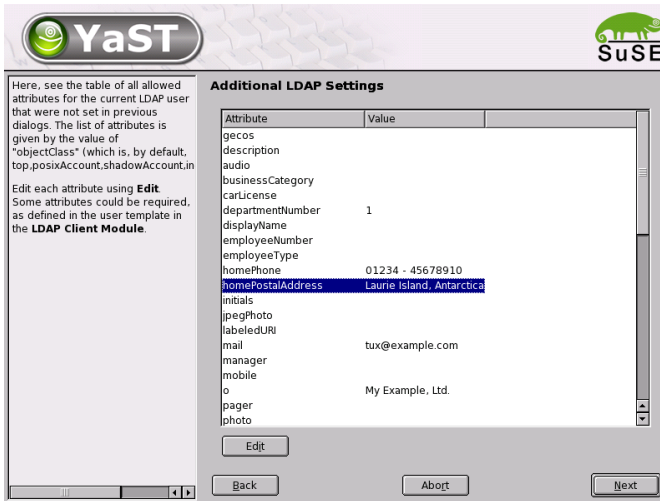 YaST
SuSE
Here, see the table of all allowed
attributes for the current LDAP user
that were not set in previous
dialogs. The list of attributes is
given by the value of
"objectClass" (which is, by default,
top,posixAccount,shadowAccount,in
Edit each attribute using Edit.
Some attributes could be required,
as defined in the user template in
the LDAP Client Module.
Additional LDAP Settings
Attribute Value
gecos
description
audio
businessCategory
carLicense
departmentNumber 1
displayName
employeeNumber
employeeType
homePhone 01234 - 45678910
homePostalAddress Laurie Island, Antarctica
initials
jpegPhoto
labeledURI
mail tux@example.com
manager
mobile
o My Example, Ltd.
pager
photo
Edit
Back Abort Next